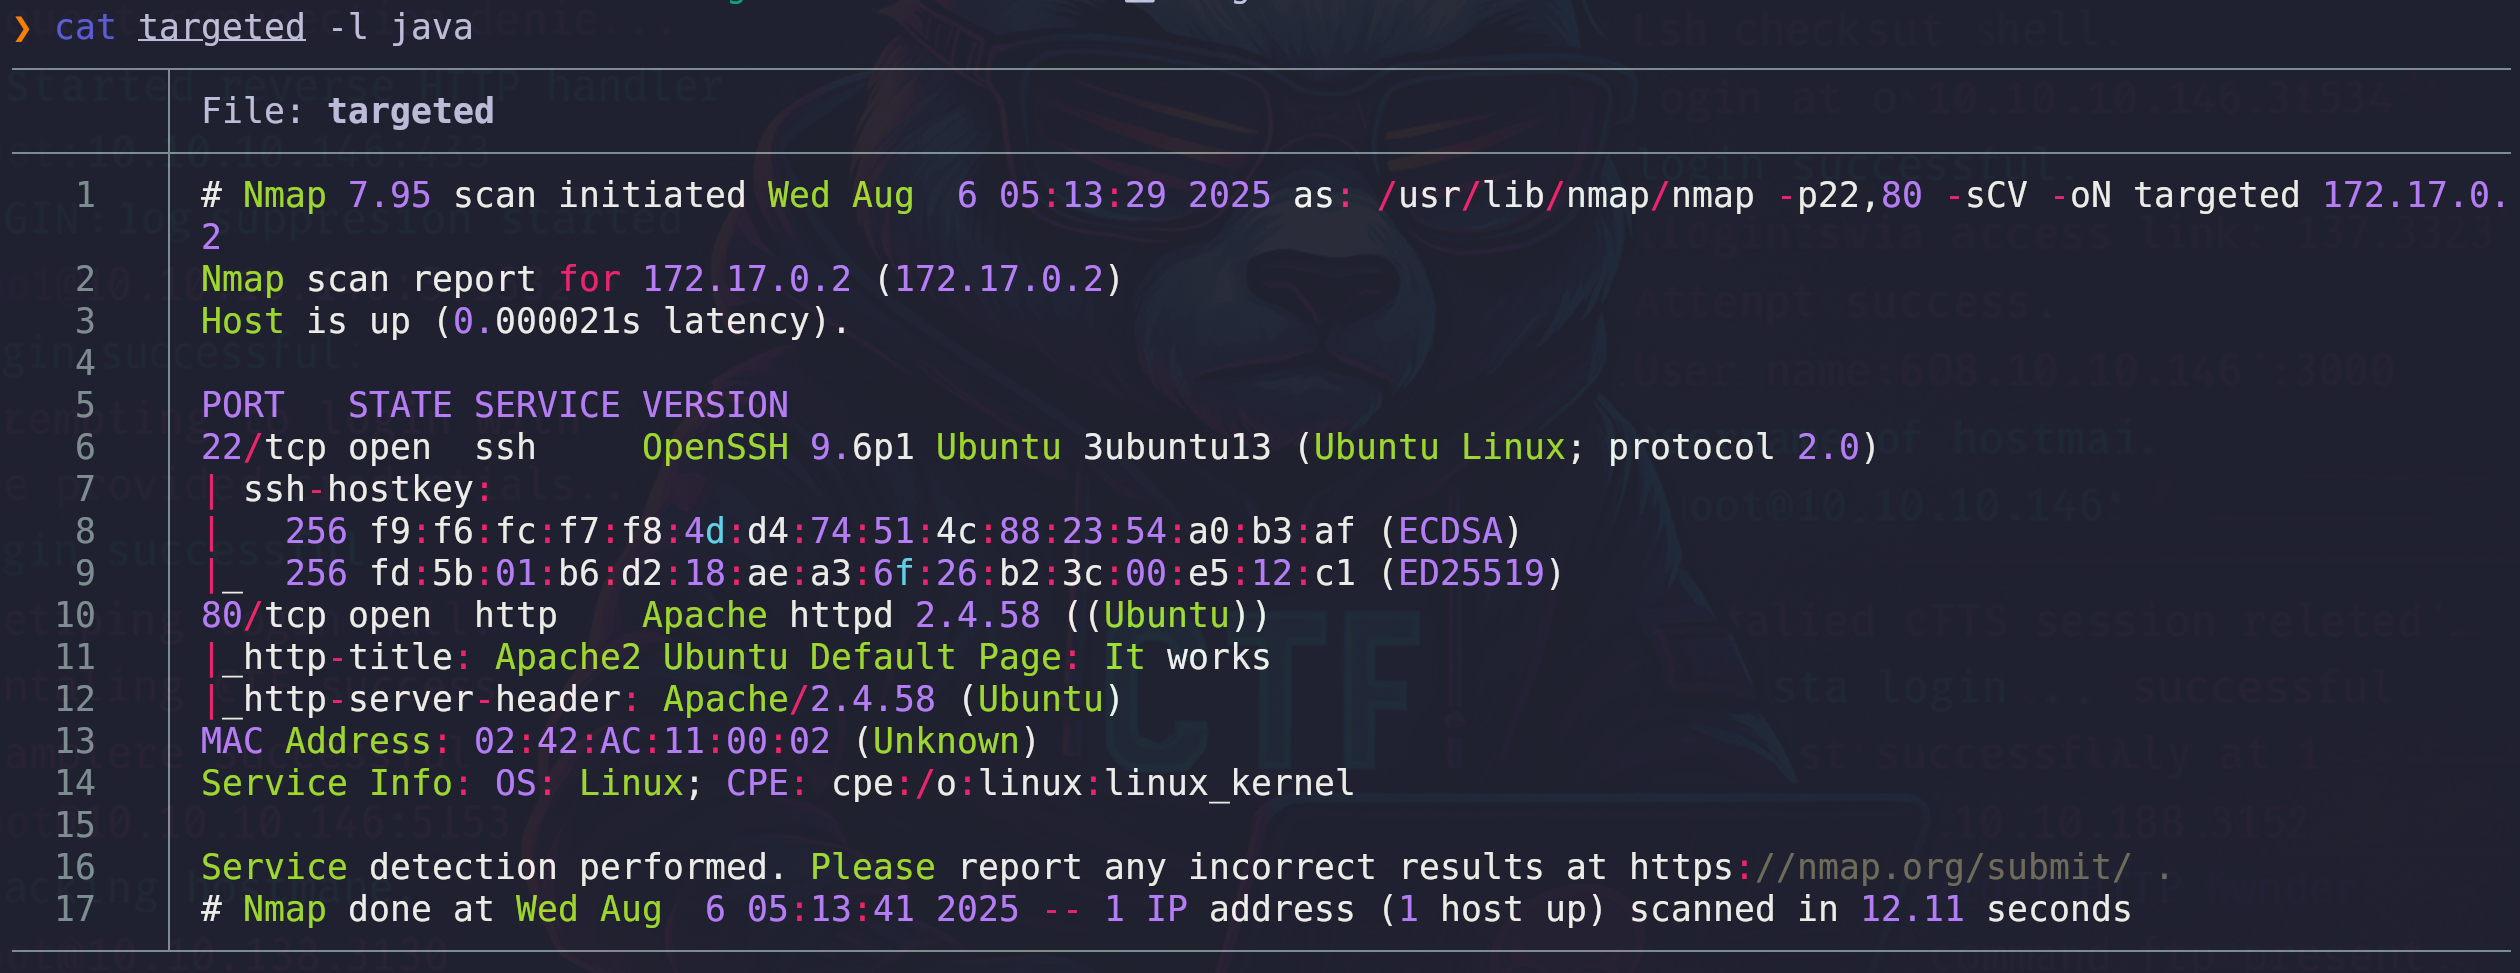 ❯ cat targeted -l java
File: targeted
1 # Nmap 7.95 scan initiated Wed Aug  6 05:13:29 2025 as: /usr/lib/nmap/nmap -p22,80 -sCV -oN targeted 172.17.0.
2
2 Nmap scan report for 172.17.0.2 (172.17.0.2)
3 Host is up (0.000021s latency).
4
5 PORT   STATE SERVICE VERSION
6 22/tcp open  ssh     OpenSSH 9.6p1 Ubuntu 3ubuntu13 (Ubuntu Linux; protocol 2.0)
7 | ssh-hostkey:
8 |   256 f9:f6:fc:f7:f8:4d:d4:74:51:4c:88:23:54:a0:b3:af (ECDSA)
9 |_  256 fd:5b:01:b6:d2:18:ae:a3:6f:26:b2:3c:00:e5:12:c1 (ED25519)
10 80/tcp open  http    Apache httpd 2.4.58 ((Ubuntu))
11 |_http-title: Apache2 Ubuntu Default Page: It works
12 |_http-server-header: Apache/2.4.58 (Ubuntu)
13 MAC Address: 02:42:AC:11:00:02 (Unknown)
14 Service Info: OS: Linux; CPE: cpe:/o:linux:linux_kernel
15
16 Service detection performed. Please report any incorrect results at https://nmap.org/submit/ .
17 # Nmap done at Wed Aug  6 05:13:41 2025 -- 1 IP address (1 host up) scanned in 12.11 seconds
CTF